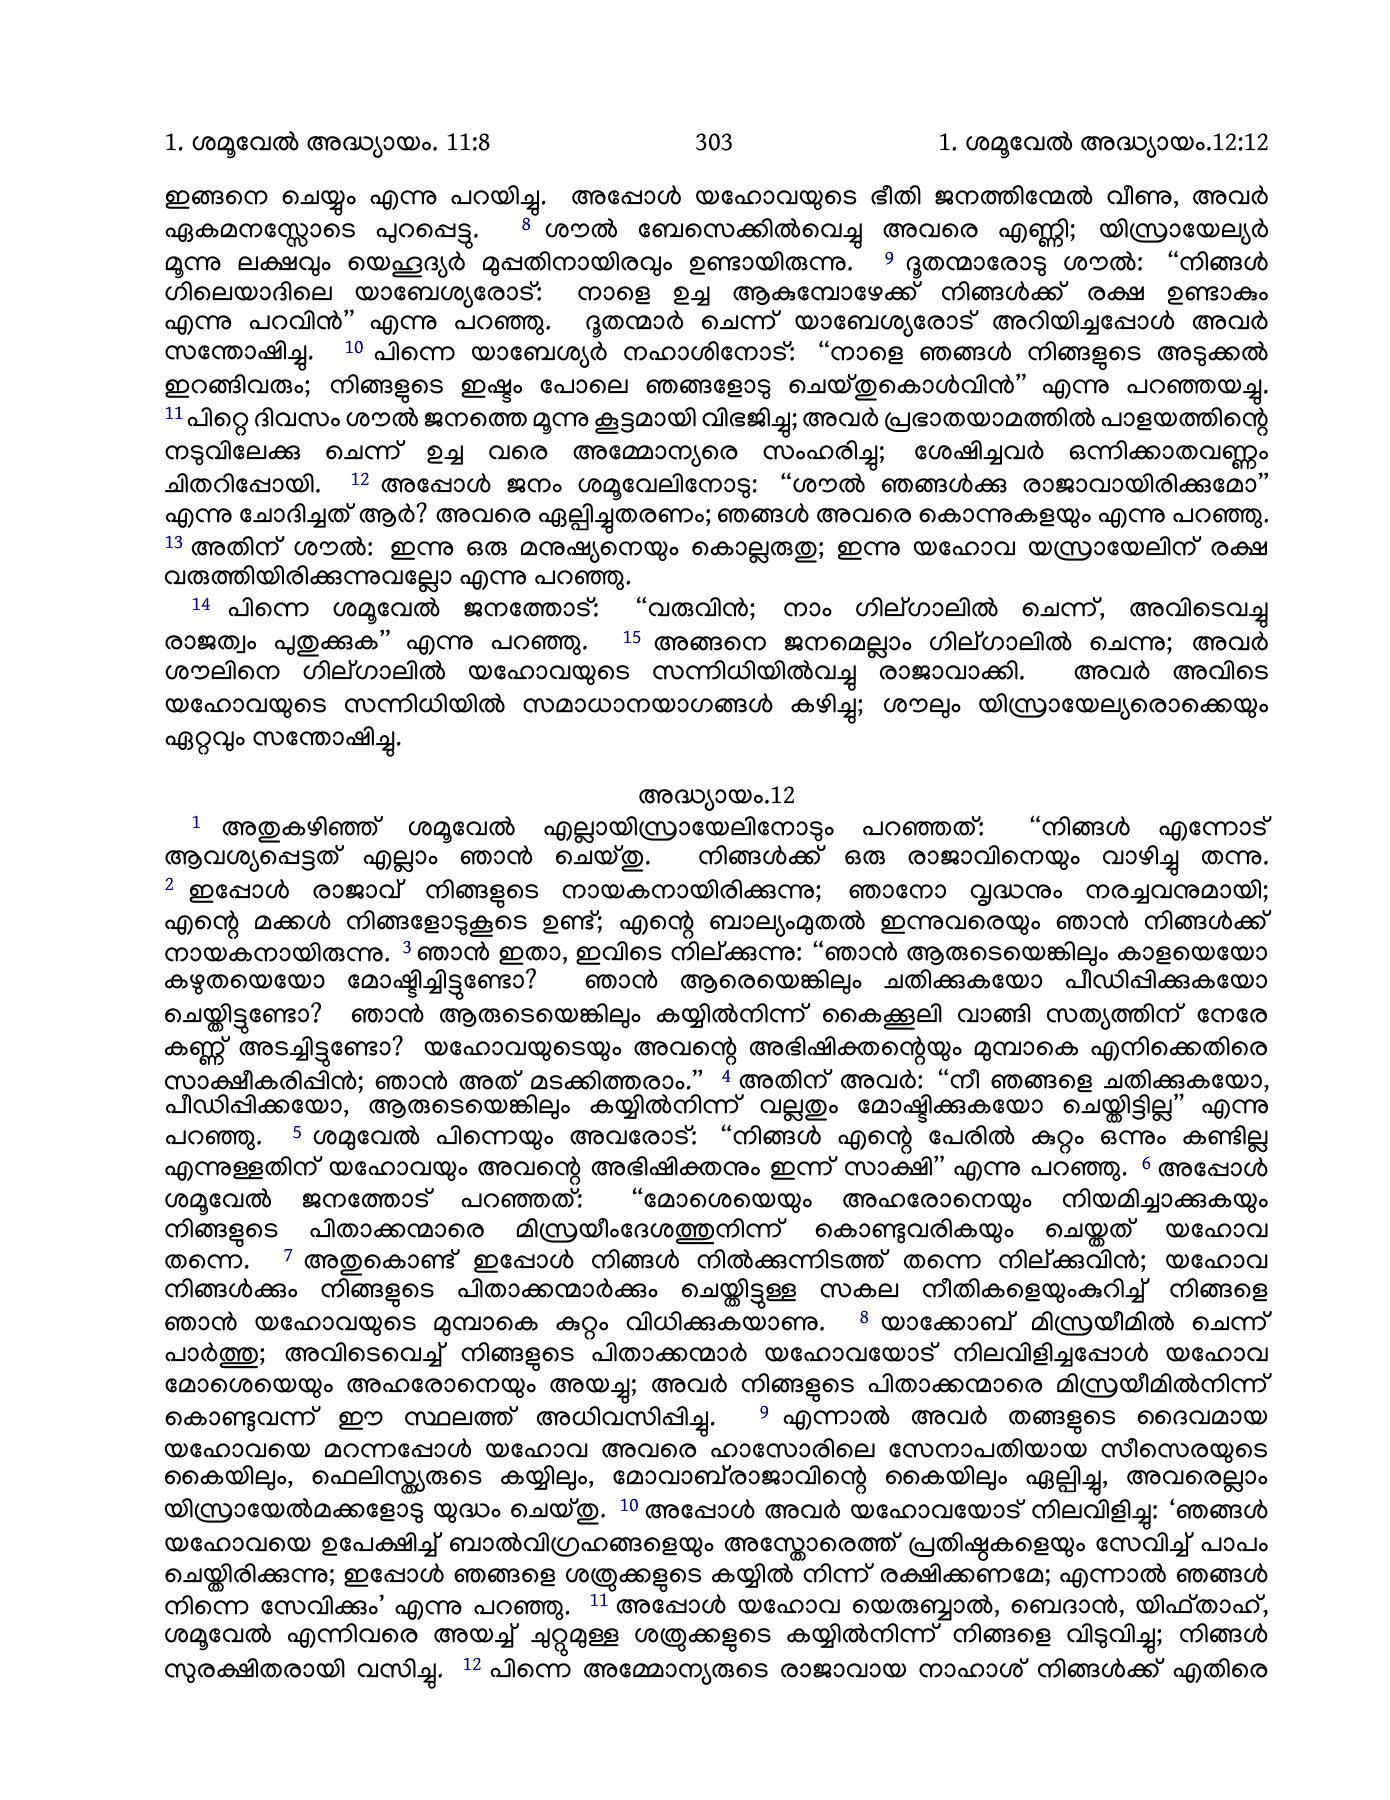 1. ശമൂവേൽ അദ്ധ്യായം. 11:8 303 1. ശമൂവേൽ അദ്ധ്യായം.12:12
ഇങ്ങനെ ചെയ്യും എന്നു പറയിച്ചു. അപ്പോൾ യഹോവയുടെ ഭീതി ജനത്തിന്മേൽ വീണു, അവർ
ഏകമനസ്സോടെ പുറപ്പെട്ടു. 8 ശൗൽ ബേസെക്കിൽവെച്ചു അവരെ എണ്ണി; യിസ്രായേല്യർ
മൂന്നു ലക്ഷവും യെഹൂദ്യർ മുപ്പതിനായിരവും ഉണ്ടായിരുന്നു. 9 ദൂതന്മാരോടു ശൗൽ: “നിങ്ങൾ
ഗിലെയാദിലെ യാബേശ്യരോട്: നാളെ ഉച്ച ആകുമ്പോഴേക്ക് നിങ്ങൾക്ക് രക്ഷ ഉണ്ടാകും
എന്നു പറവിൻ” എന്നു പറഞ്ഞു. ദൂതന്മാർ ചെന്ന് യാബേശ്യരോട് അറിയിച്ചപ്പോൾ അവർ
സന്തോഷിച്ചു. 10 പിന്നെ യാബേശ്യർ നഹാശിനോട്: “നാളെ ഞങ്ങൾ നിങ്ങളുടെ അടുക്കൽ
ഇറങ്ങിവരും; നിങ്ങളുടെ ഇഷ്ടം പോലെ ഞങ്ങളോടു ചെയ്തുകൊൾവിൻ” എന്നു പറഞ്ഞയച്ചു.
11 പിറ്റെ ദിവസം ശൗൽ ജനത്തെ മൂന്നു കൂട്ടമായി വിഭജിച്ചു; അവർ പ്രഭാതയാമത്തിൽ പാളയത്തിന്റെ
നടുവിലേക്കു ചെന്ന് ഉച്ച വരെ അമ്മോന്യരെ സംഹരിച്ചു; ശേഷിച്ചവർ ഒന്നിക്കാതവണ്ണം
ചിതറിപ്പോയി. 12 അപ്പോൾ ജനം ശമൂവേലിനോടു: “ശൗൽ ഞങ്ങൾക്കു രാജാവായിരിക്കുമോ”
എന്നു ചോദിച്ചത് ആർ? അവരെ ഏല്പിച്ചുതരണം; ഞങ്ങൾ അവരെ കൊന്നുകളയും എന്നു പറഞ്ഞു.
13 അതിന് ശൗൽ: ഇന്നു ഒരു മനുഷ്യനെയും കൊല്ലരുതു; ഇന്നു യഹോവ യസ്രായേലിന് രക്ഷ
വരുത്തിയിരിക്കുന്നുവല്ലോ എന്നു പറഞ്ഞു.
14 പിന്നെ ശമൂവേൽ ജനത്തോട്: “വരുവിൻ; നാം ഗില്ഗാലിൽ ചെന്ന്, അവിടെവച്ചു
രാജത്വം പുതുക്കുക” എന്നു പറഞ്ഞു. 15 അങ്ങനെ ജനമെല്ലാം ഗില്ഗാലിൽ ചെന്നു; അവർ
ശൗലിനെ ഗില്ഗാലിൽ യഹോവയുടെ സന്നിധിയിൽവച്ചു രാജാവാക്കി. അവർ അവിടെ
യഹോവയുടെ സന്നിധിയിൽ സമാധാനയാഗങ്ങൾ കഴിച്ചു; ശൗലും യിസ്രായേല്യരൊക്കെയും
ഏറ്റവും സന്തോഷിച്ചു.
അദ്ധ്യായം.12
1 അതുകഴിഞ്ഞ് ശമൂവേൽ എല്ലായിസ്രായേലിനോടും പറഞ്ഞത്: “നിങ്ങൾ എന്നോട്
ആവശ്യപ്പെട്ടത് എല്ലാം ഞാൻ ചെയ്തു. നിങ്ങൾക്ക് ഒരു രാജാവിനെയും വാഴിച്ചു തന്നു.
2 ഇപ്പോൾ രാജാവ് നിങ്ങളുടെ നായകനായിരിക്കുന്നു; ഞാനോ വൃദ്ധനും നരച്ചവനുമായി;
എന്റെ മക്കൾ നിങ്ങളോടുകൂടെ ഉണ്ട്; എന്റെ ബാല്യംമുതൽ ഇന്നുവരെയും ഞാൻ നിങ്ങൾക്ക്
നായകനായിരുന്നു. 3 ഞാൻ ഇതാ, ഇവിടെ നില്ക്കുന്നു: “ഞാൻ ആരുടെയെങ്കിലും കാളയെയോ
കഴുതയെയോ മോഷ്ടിച്ചിട്ടുണ്ടോ? ഞാൻ ആരെയെങ്കിലും ചതിക്കുകയോ പീഡിപ്പിക്കുകയോ
ചെയ്തിട്ടുണ്ടോ? ഞാൻ ആരുടെയെങ്കിലും കയ്യിൽനിന്ന് കൈക്കൂലി വാങ്ങി സത്യത്തിന് നേരേ
കണ്ണ് അടച്ചിട്ടുണ്ടോ? യഹോവയുടെയും അവന്റെ അഭിഷിക്തന്റെയും മുമ്പാകെ എനിക്കെതിരെ
സാക്ഷീകരിപ്പിൻ; ഞാൻ അത് മടക്കിത്തരാം.” 4 അതിന് അവർ: “നീ ഞങ്ങളെ ചതിക്കുകയോ,
പീഡിപ്പിക്കയോ, ആരുടെയെങ്കിലും കയ്യിൽനിന്ന് വല്ലതും മോഷ്ടിക്കുകയോ ചെയ്തിട്ടില്ല” എന്നു
പറഞ്ഞു. 5 ശമുവേൽ പിന്നെയും അവരോട്: “നിങ്ങൾ എന്റെ പേരിൽ കുറ്റം ഒന്നും കണ്ടില്ല
എന്നുള്ളതിന് യഹോവയും അവന്റെ അഭിഷിക്തനും ഇന്ന് സാക്ഷി” എന്നു പറഞ്ഞു. 6 അപ്പോൾ
ശമൂവേൽ ജനത്തോട് പറഞ്ഞത്: “മോശെയെയും അഹരോനെയും നിയമിച്ചാക്കുകയും
നിങ്ങളുടെ പിതാക്കന്മാരെ മിസ്രയീംദേശത്തുനിന്ന് കൊണ്ടുവരികയും ചെയ്തത് യഹോവ
തന്നെ. 7 അതുകൊണ്ട് ഇപ്പോൾ നിങ്ങൾ നിൽക്കുന്നിടത്ത് തന്നെ നില്ക്കുവിൻ; യഹോവ
നിങ്ങൾക്കും നിങ്ങളുടെ പിതാക്കന്മാർക്കും ചെയ്തിട്ടുള്ള സകല നീതികളെയുംകുറിച്ച് നിങ്ങളെ
ഞാൻ യഹോവയുടെ മുമ്പാകെ കുറ്റം വിധിക്കുകയാണു. 8 യാക്കോബ് മിസ്രയീമിൽ ചെന്ന്
പാർത്തു; അവിടെവെച്ച് നിങ്ങളുടെ പിതാക്കന്മാർ യഹോവയോട് നിലവിളിച്ചപ്പോൾ യഹോവ
മോശെയെയും അഹരോനെയും അയച്ചു; അവർ നിങ്ങളുടെ പിതാക്കന്മാരെ മിസ്രയീമിൽനിന്ന്
കൊണ്ടുവന്ന് ഈ സ്ഥലത്ത് അധിവസിപ്പിച്ചു. 9 എന്നാൽ അവർ തങ്ങളുടെ ദൈവമായ
യഹോവയെ മറന്നപ്പോൾ യഹോവ അവരെ ഹാസോരിലെ സേനാപതിയായ സീസെരയുടെ
കൈയിലും, ഫെലിസ്ത്യരുടെ കയ്യിലും, മോവാബ്‌രാജാവിന്റെ കൈയിലും ഏല്പിച്ചു, അവരെല്ലാം
യിസ്രായേൽമക്കളോടു യുദ്ധം ചെയ്തു. 10 അപ്പോൾ അവർ യഹോവയോട് നിലവിളിച്ചു: ‘ഞങ്ങൾ
യഹോവയെ ഉപേക്ഷിച്ച് ബാൽവിഗ്രഹങ്ങളെയും അസ്തോരെത്ത് പ്രതിഷ്ഠകളെയും സേവിച്ച് പാപം
ചെയ്തിരിക്കുന്നു; ഇപ്പോൾ ഞങ്ങളെ ശത്രുക്കളുടെ കയ്യിൽ നിന്ന് രക്ഷിക്കണമേ; എന്നാൽ ഞങ്ങൾ
നിന്നെ സേവിക്കും’ എന്നു പറഞ്ഞു. 11 അപ്പോൾ യഹോവ യെരുബ്ബാൽ, ബെദാൻ, യിഫ്താഹ്,
ശമൂവേൽ എന്നിവരെ അയച്ച് ചുറ്റുമുള്ള ശത്രുക്കളുടെ കയ്യിൽനിന്ന് നിങ്ങളെ വിടുവിച്ചു; നിങ്ങൾ
സുരക്ഷിതരായി വസിച്ചു. 12 പിന്നെ അമ്മോന്യരുടെ രാജാവായ നാഹാശ് നിങ്ങൾക്ക് എതിരെ